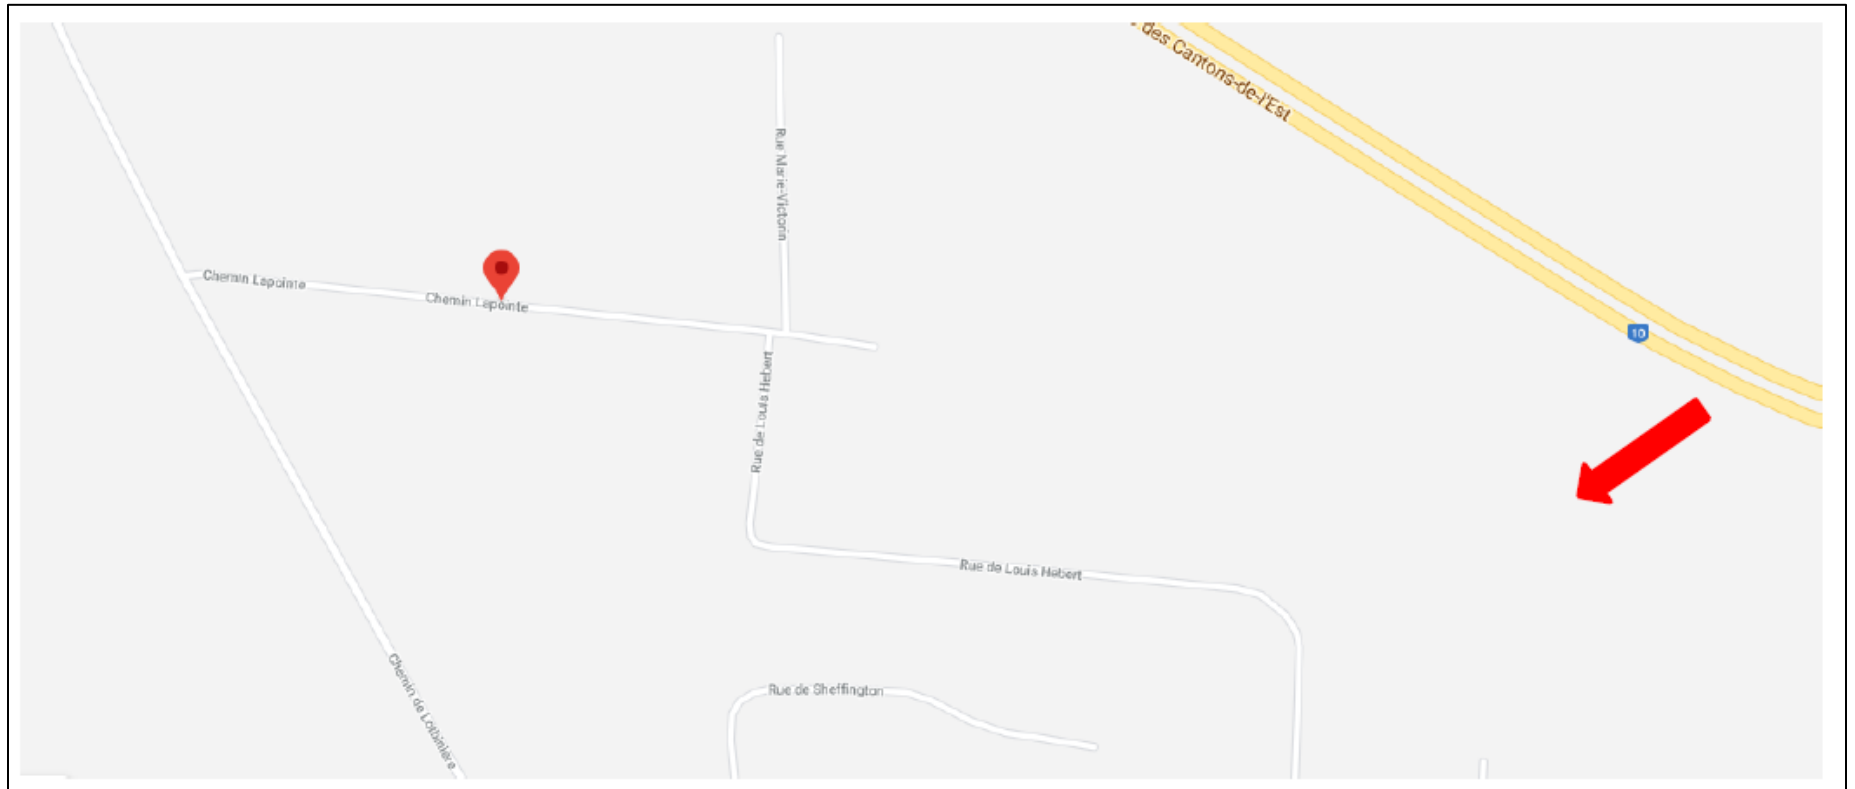 des Cantons-de-l'Est
Rue Marie-Victorin
Chemin Lapointe
Chemin Lapointe
10
Rue de Louis Hebert
Rue de Louis Hebert
Chemin de Lotbinière
Rue de Sheffington